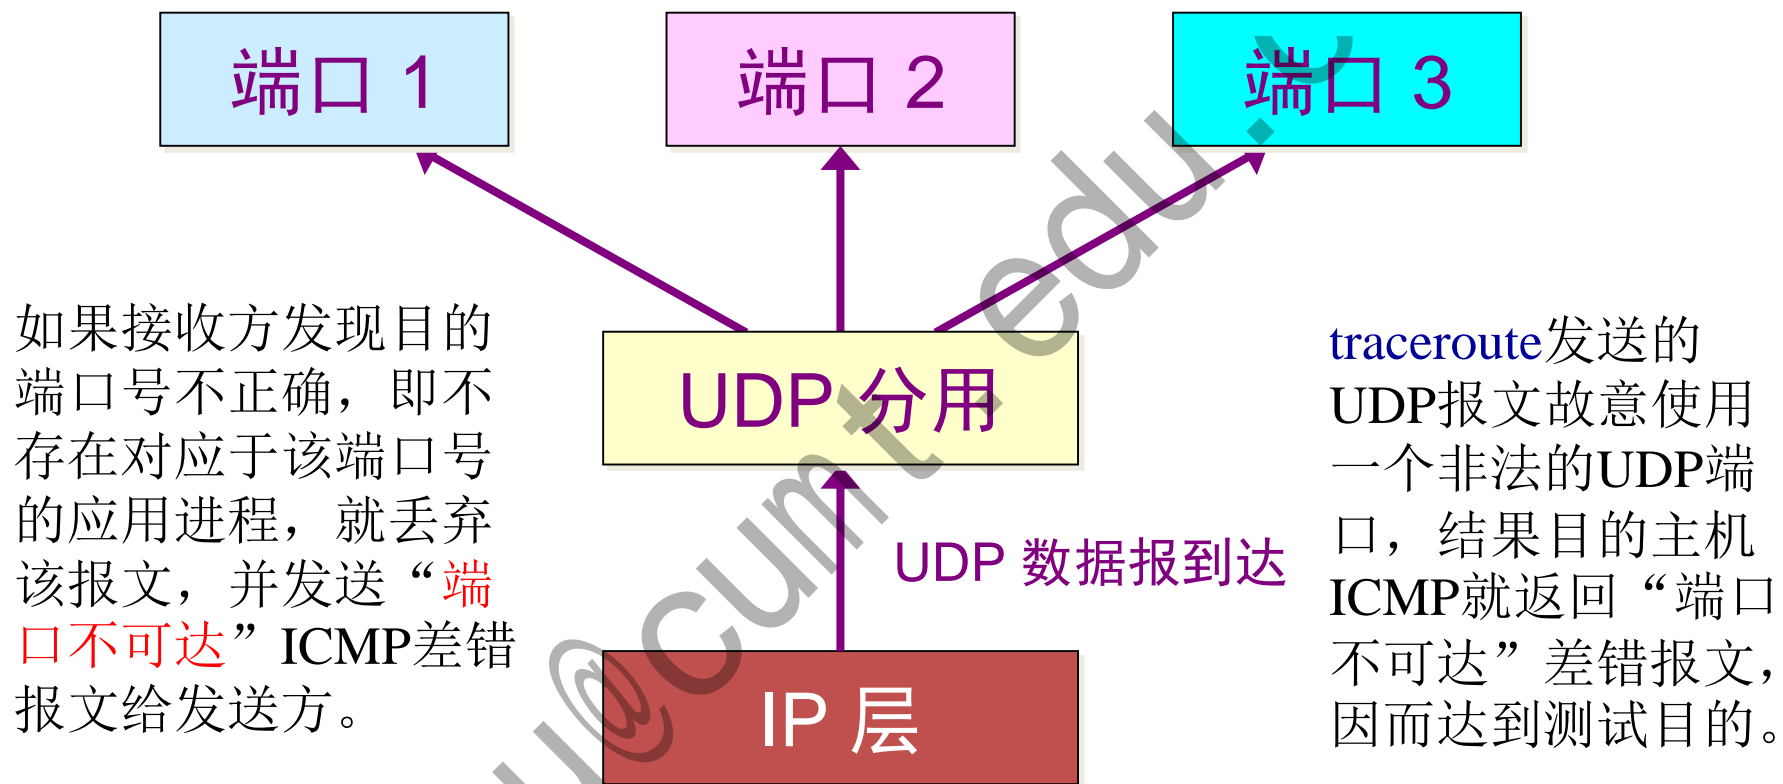 端口 1
端口 2
端口 3
如果接收方发现目的
端口号不正确，即不
存在对应于该端口号
的应用进程，就丢弃
该报文，并发送“端
口不可达”ICMP差错
报文给发送方。
UDP 分用
UDP 数据报到达
IP 层
traceroute发送的
UDP报文故意使用
一个非法的UDP端
口，结果目的主机
ICMP就返回“端口
不可达”差错报文，
因而达到测试目的。
u@cumt.edu.c